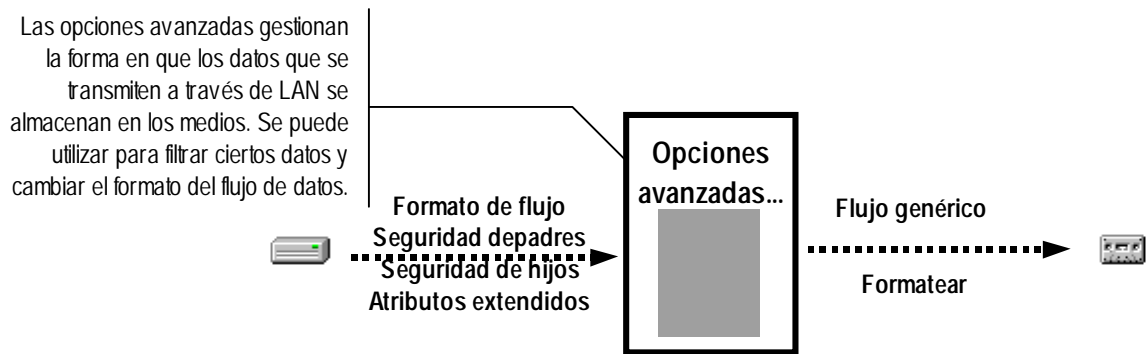 Las opciones avanzadas gestionan
la forma en que los datos que se
transmiten a través de LAN se
almacenan en los medios. Se puede
utilizar para filtrar ciertos datos y
cambiar el formato del flujo de datos.
Formato de flujo
Seguridad depadres
Seguridad de hijos
Atributos extendidos
Opciones
avanzadas...
Flujo genérico
Formatear